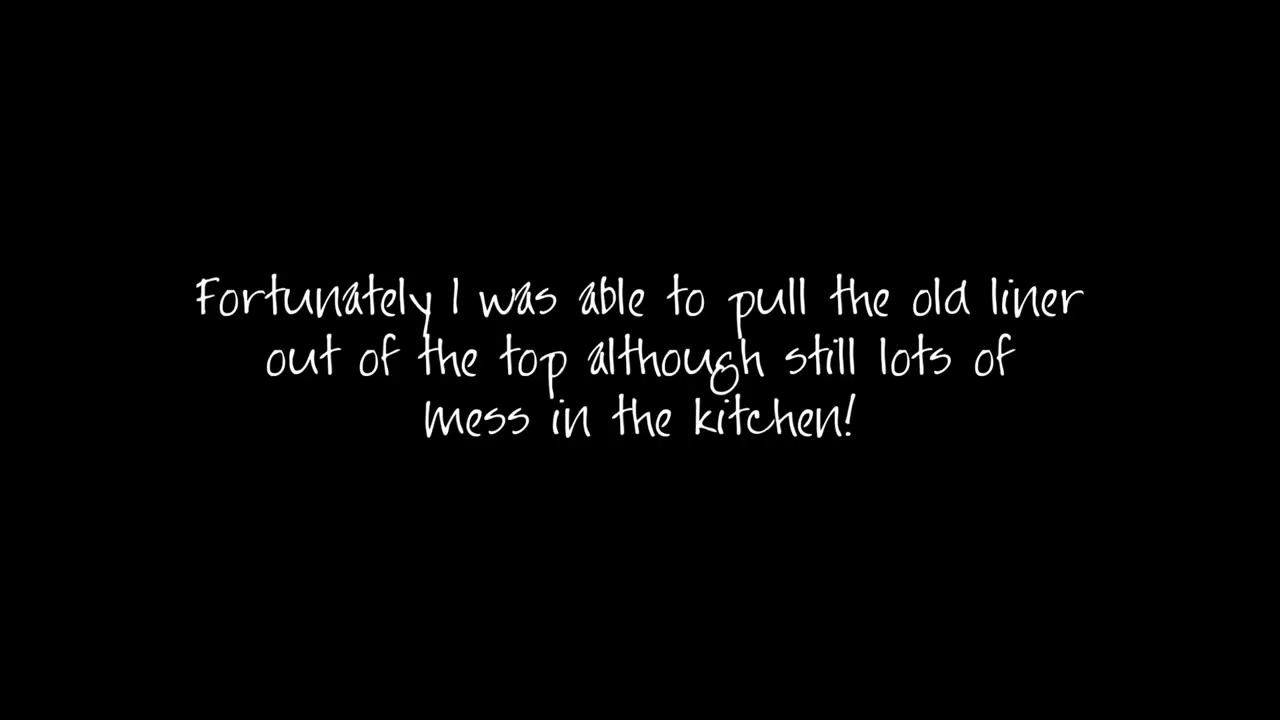 Fortunately I was able to pull the old liner
out of the top although still lots of
mess in the kitchen!